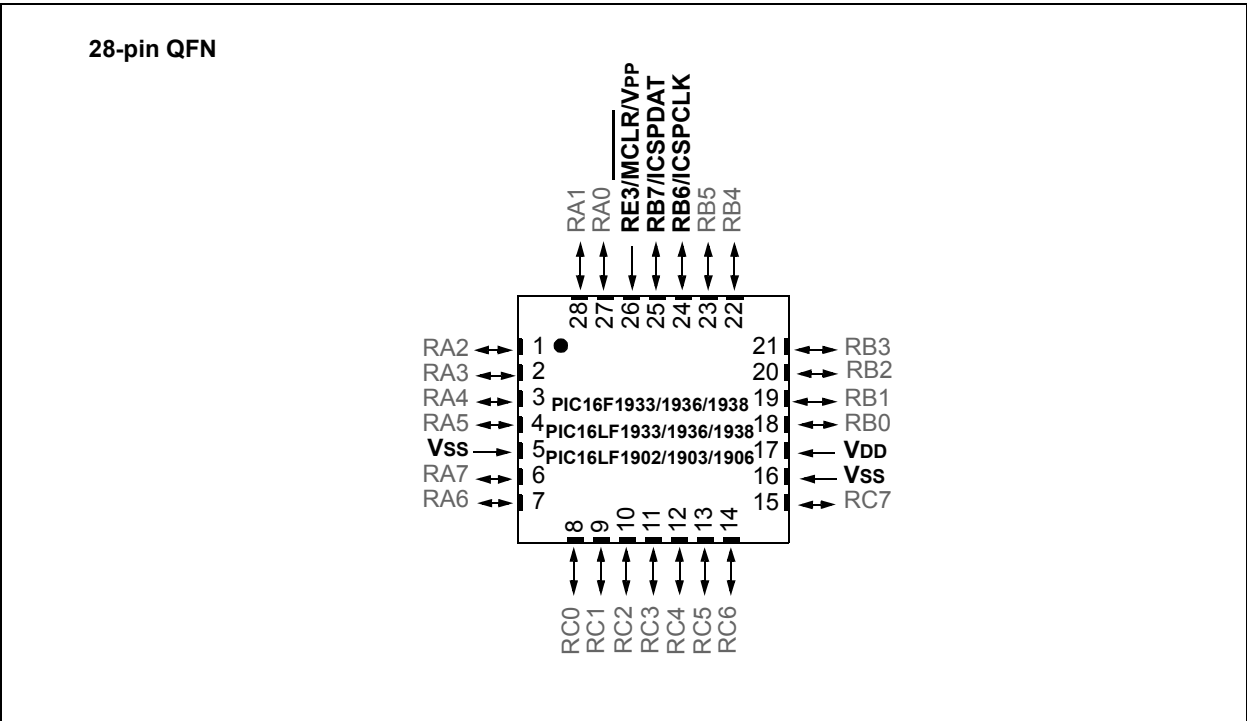 28-pin QFN
RA1
RA0
RE3/MCLR/VPP
RB7/ICSPDAT
RB6/ICSPCLK
RB5
RB4
28
27
26
25
24
23
22
RA2
1
21
RB3
RA3
2
20
RB2
RA4
3
PIC16F1933/1936/1938
19
RB1
RA5
4
PIC16LF1933/1936/1938
18
RB0
VSS
5
PIC16LF1902/1903/1906
17
VDD
RA7
6
16
VSS
RA6
7
15
RC7
8
9
10
11
12
13
14
RC0
RC1
RC2
RC3
RC4
RC5
RC6